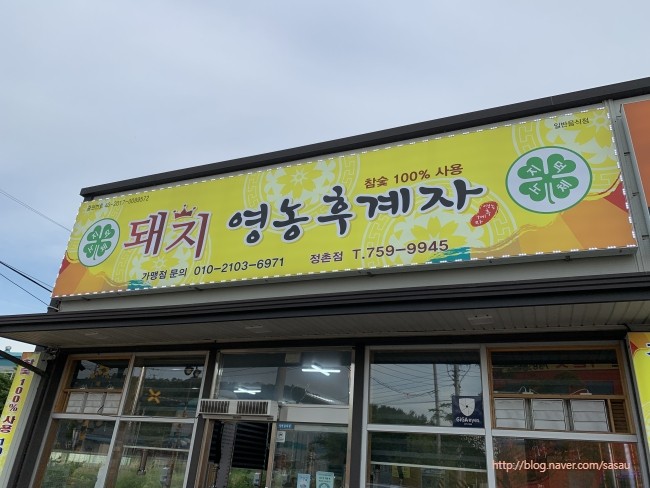 일반음식점
참숯 100% 사용
돼지 영농후계자
가맹점 문의 010-2103-6971
정촌점 T.759-9945
100% 사용
GiGAeyes
http://blog.naver.com/sasau